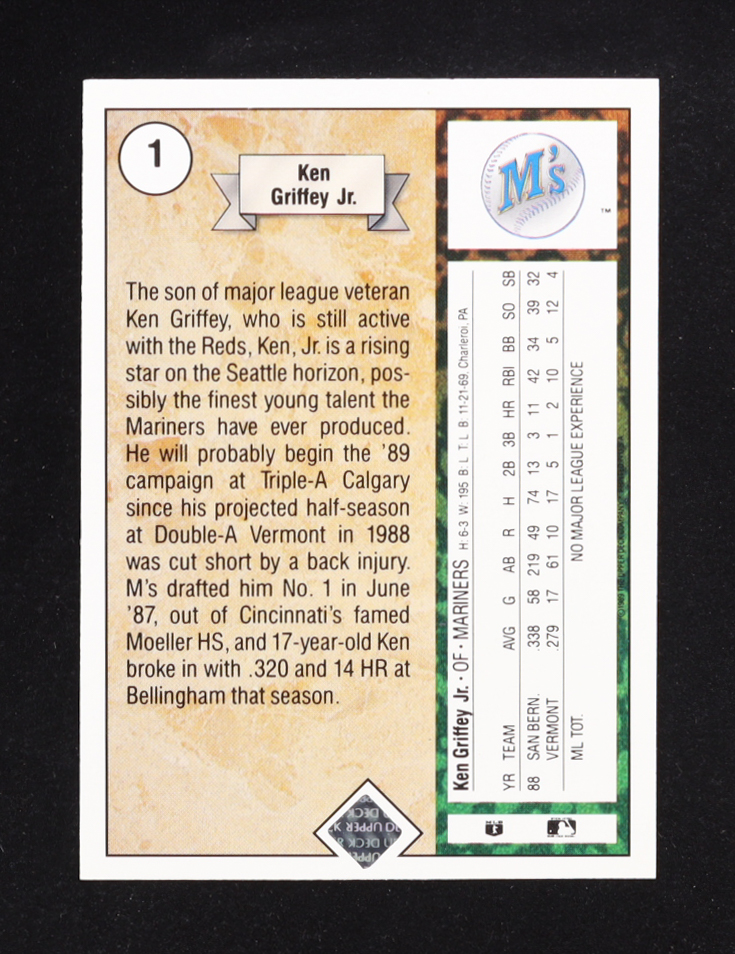 1
Ken
Griffey Jr.
The son of major league veteran
Ken Griffey, who is still active
with the Reds, Ken, Jr. is a rising
star on the Seattle horizon, pos-
sibly the finest young talent the
Mariners have ever produced.
He will probably begin the '89
campaign at Triple-A Calgary
since his projected half-season
at Double-A Vermont in 1988
was cut short by a back injury.
M's drafted him No. 1 in June
'87, out of Cincinnati's famed
Moeller HS, and 17-year-old Ken
broke in with .320 and 14 HR at
Bellingham that season.
M's
TM
Ken Griffey Jr. • OF • MARINERS H: 6-3 W: 195 B: L T: L B: 11-21-69, Charleroi, PA
YR TEAM AVG G AB R H 2B 3B HR RBI BB SO SB
88 SAN BERN. .338 58 219 49 74 13 3 11 42 34 39 32
VERMONT .279 17 61 10 17 5 1 2 10 5 12 4
ML TOT. NO MAJOR LEAGUE EXPERIENCE
DECK
UPPER
DECK
UPPER